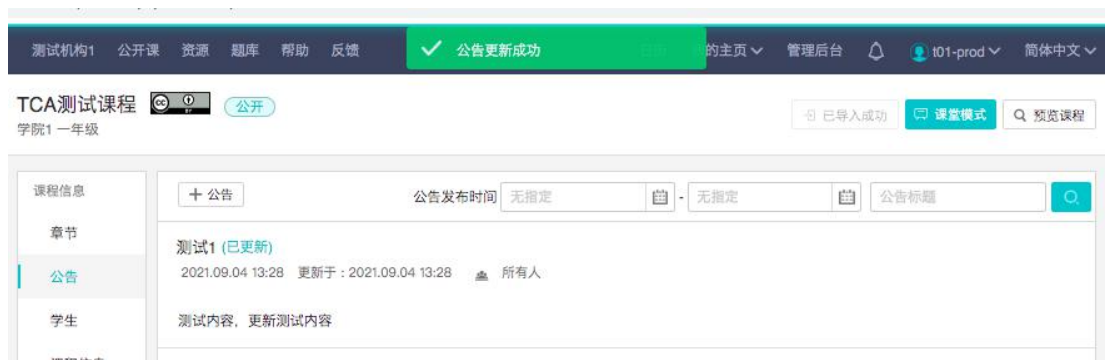 测试机构1 公开课 资源 题库 帮助 反馈 公告更新成功 的主页 管理后台 t01-prod 简体中文
TCA测试课程 cc BY 公开
学院1 一年级
已导入成功 课堂模式 预览课程
课程信息
+ 公告 公告发布时间 无指定 - 无指定 公告标题
章节
公告
学生
测试1 (已更新)
2021.09.04 13:28 更新于：2021.09.04 13:28 所有人
测试内容，更新测试内容